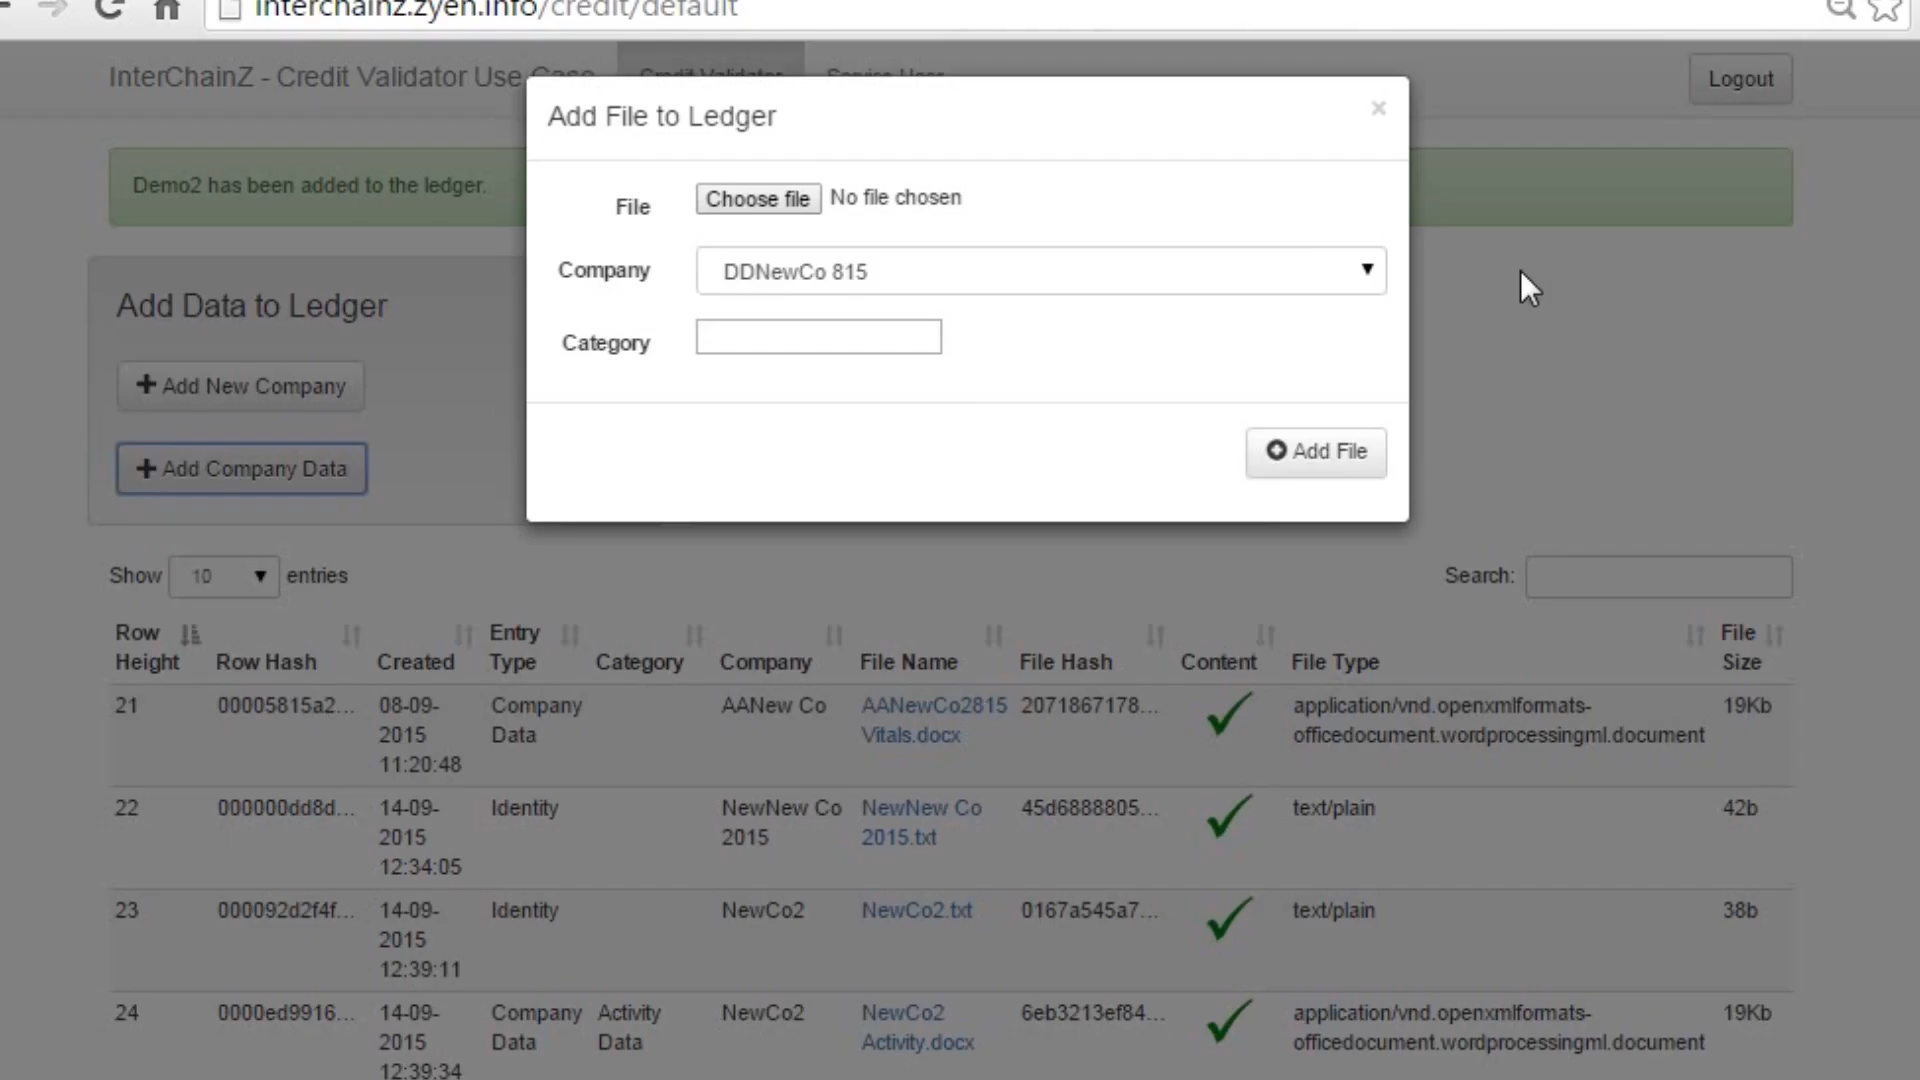 interchainz.zyen.info/credit/default
InterChainZ - Credit Validator Use Case
Credit Validator
Service User
Logout
Demo2 has been added to the ledger.
Add File to Ledger
×
File
Choose file No file chosen
Company
DDNewCo 815
Category
Add File
Add Data to Ledger
Add New Company
Add Company Data
Show 10 entries
Search:
Row Height
Row Hash
Created
Entry Type
Category
Company
File Name
File Hash
Content
File Type
File Size
21 00005815a2... 08-09- Company AANew Co AANewCo2815 2071867178... application/vnd.openxmlformats- 19Kb
2015 Data Vitals.docx officedocument.wordprocessingml.document
11:20:48
22 000000dd8d... 14-09- Identity NewNew Co NewNew Co 45d6888805... text/plain 42b
2015 2015 2015.txt
12:34:05
23 000092d2f4f... 14-09- Identity NewCo2 NewCo2.txt 0167a545a7... text/plain 38b
2015
12:39:11
24 0000ed9916... 14-09- Company Activity NewCo2 NewCo2 6eb3213ef84... application/vnd.openxmlformats- 19Kb
2015 Data Data Activity.docx officedocument.wordprocessingml.document
12:39:34